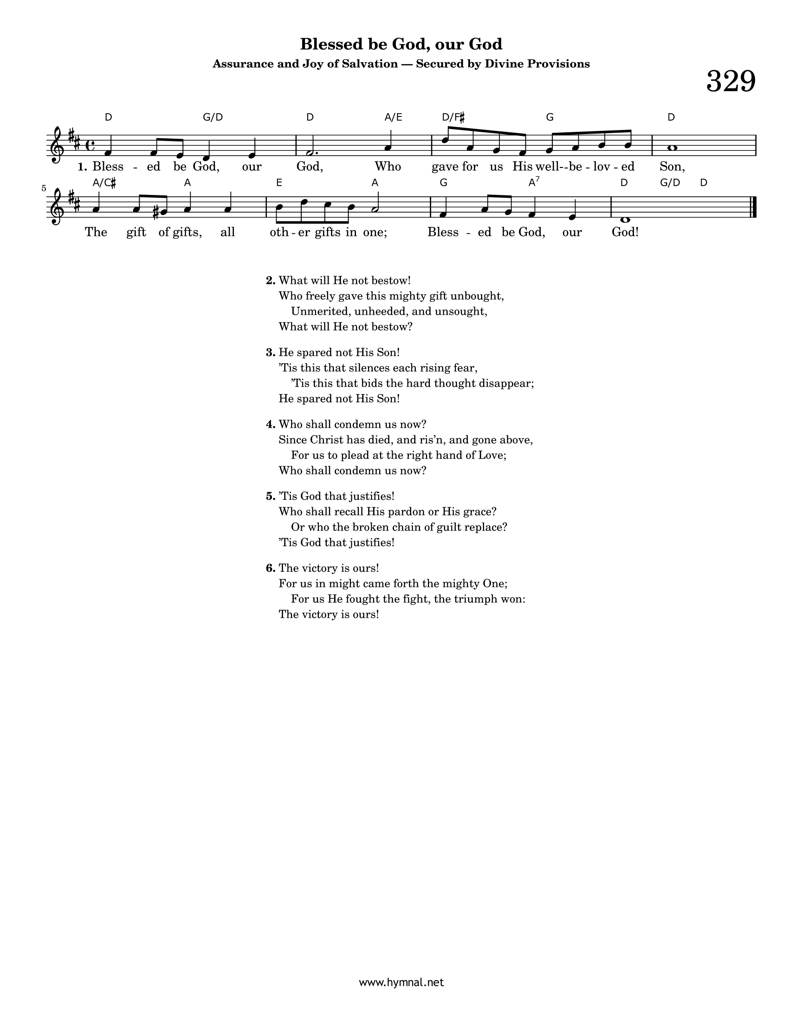 Blessed be God, our God
Assurance and Joy of Salvation — Secured by Divine Provisions
329
D G/D D A/E D/F♯ G D
1. Bless - ed be God, our God, Who gave for us His well--be - lov - ed Son,
5
A/C♯ A E A G A7 D G/D D
The gift of gifts, all oth - er gifts in one; Bless - ed be God, our God!
2. What will He not bestow!
Who freely gave this mighty gift unbought,
Unmerited, unheeded, and unsought,
What will He not bestow?
3. He spared not His Son!
’Tis this that silences each rising fear,
’Tis this that bids the hard thought disappear;
He spared not His Son!
4. Who shall condemn us now?
Since Christ has died, and ris’n, and gone above,
For us to plead at the right hand of Love;
Who shall condemn us now?
5. ’Tis God that justifies!
Who shall recall His pardon or His grace?
Or who the broken chain of guilt replace?
’Tis God that justifies!
6. The victory is ours!
For us in might came forth the mighty One;
For us He fought the fight, the triumph won:
The victory is ours!
www.hymnal.net